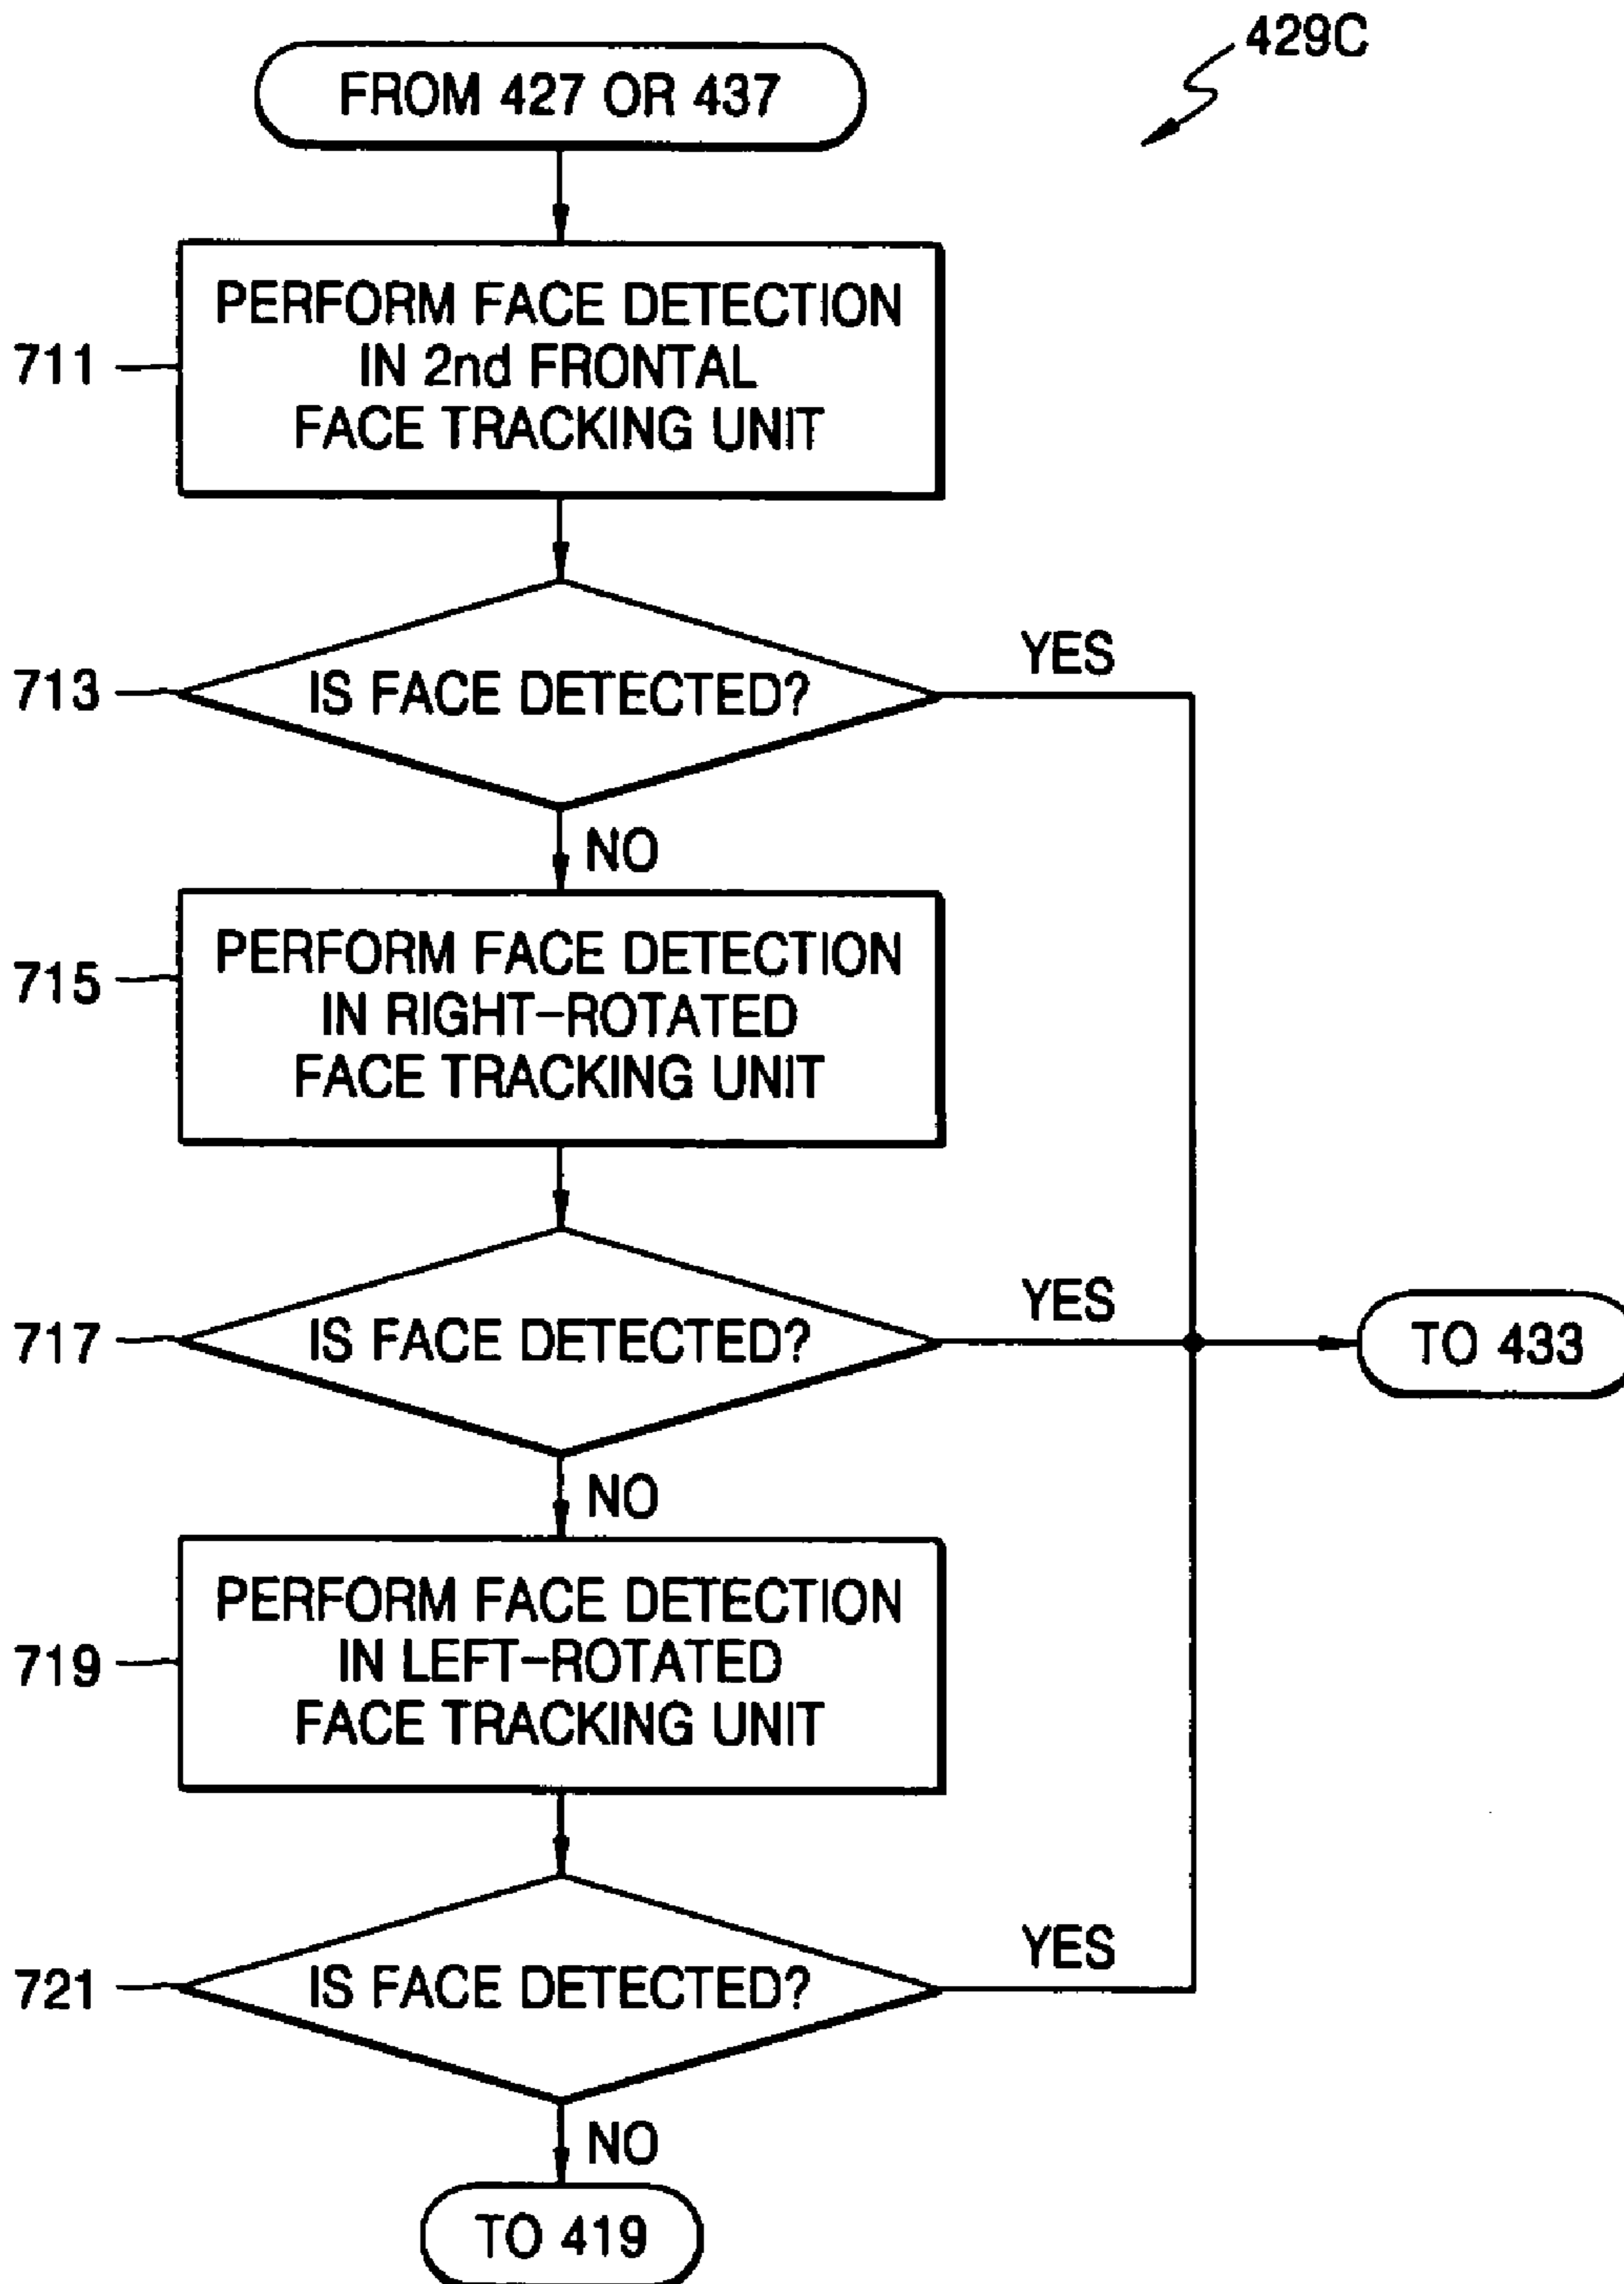 429C
FROM 427 OR 437
711
PERFORM FACE DETECTION
IN 2nd FRONTAL
FACE TRACKING UNIT
713
IS FACE DETECTED?
YES
NO
715
PERFORM FACE DETECTION
IN RIGHT-ROTATED
FACE TRACKING UNIT
717
IS FACE DETECTED?
YES
TO 433
NO
719
PERFORM FACE DETECTION
IN LEFT-ROTATED
FACE TRACKING UNIT
721
IS FACE DETECTED?
YES
NO
TO 419